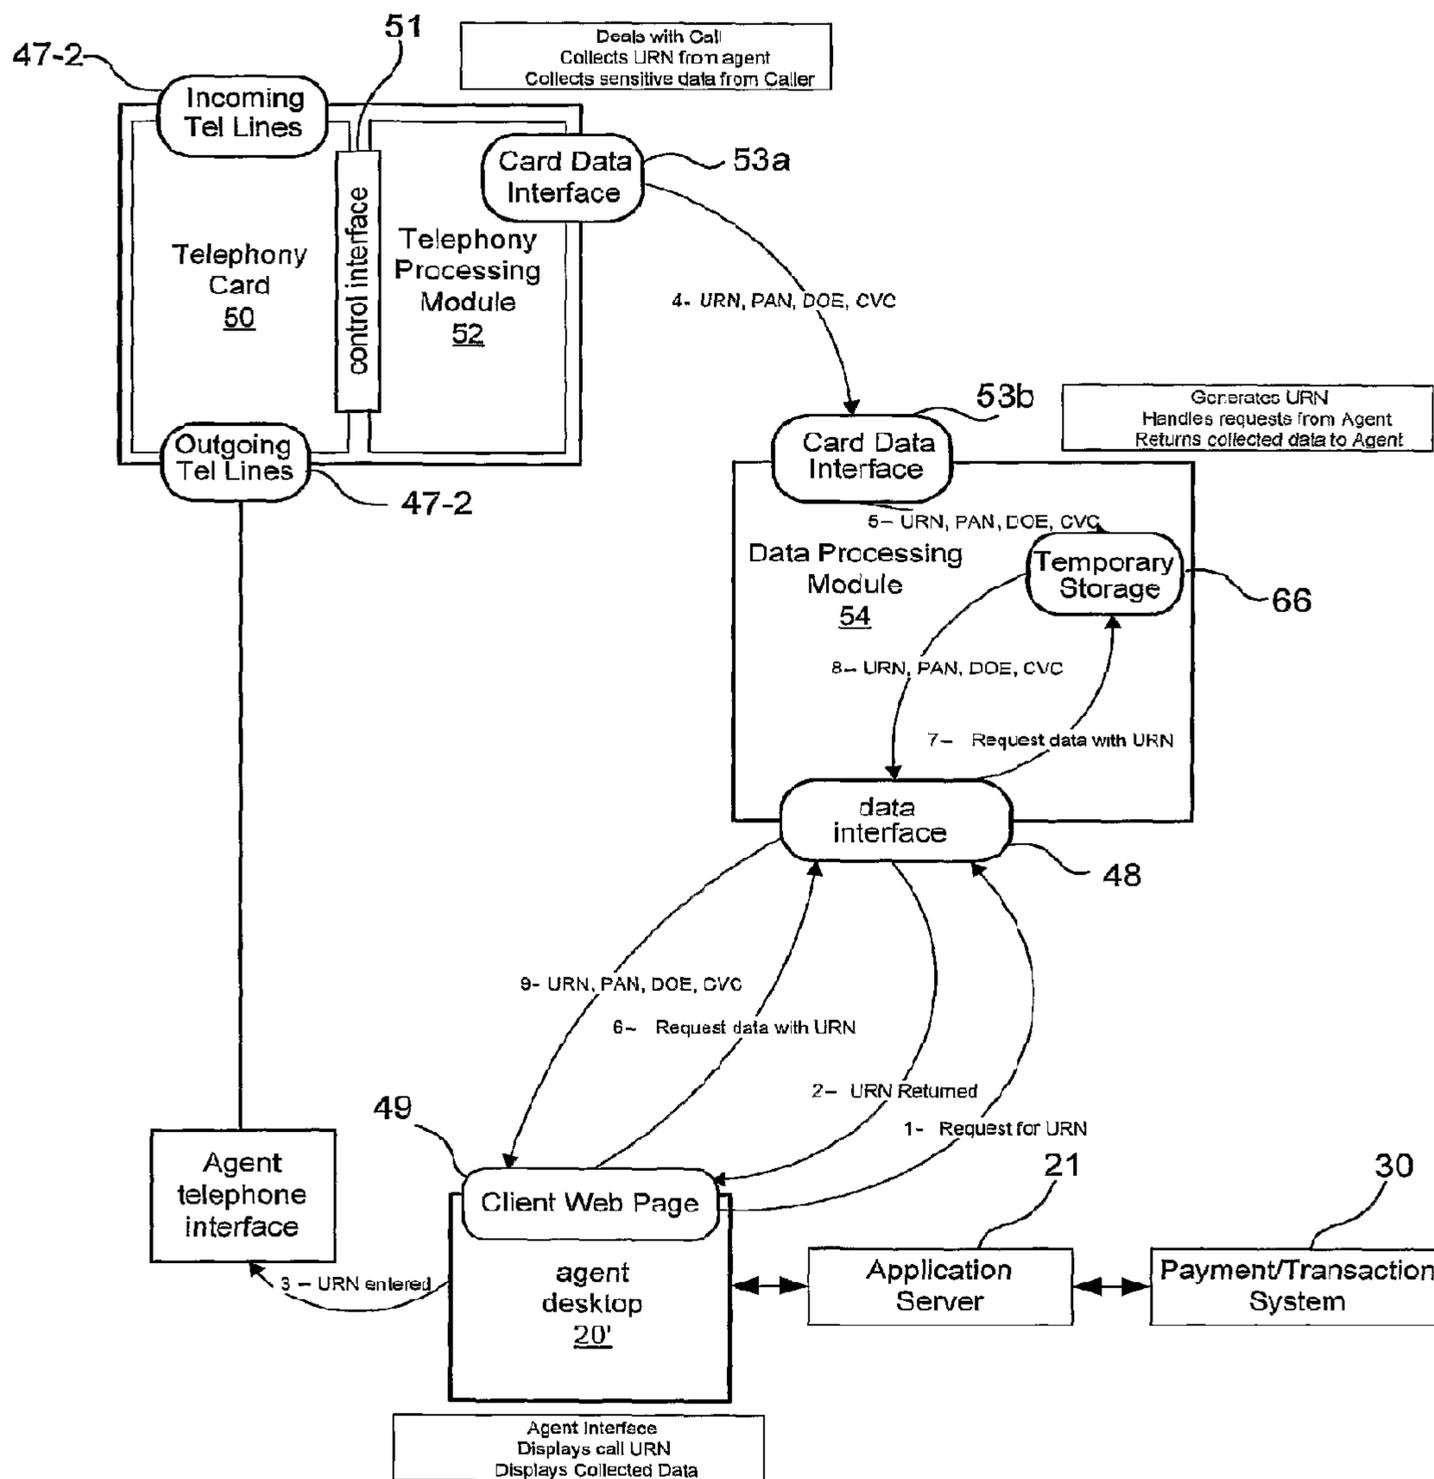 51
47-2
Deals with Call
Collects URN from agent
Collects sensitive data from Caller
Incoming
Tel Lines
Card Data
Interface
53a
control interface
Telephony
Card
50
Telephony
Processing
Module
52
4- URN, PAN, DOE, CVC
Outgoing
Tel Lines
47-2
53b
Generates URN
Handles requests from Agent
Returns collected data to Agent
Card Data
Interface
5- URN, PAN, DOE, CVC
Data Processing
Module
54
Temporary
Storage
66
8- URN, PAN, DOE, CVC
7- Request data with URN
data
interface
48
9- URN, PAN, DOE, CVC
6- Request data with URN
2- URN Returned
1- Request for URN
49
Agent
telephone
interface
Client Web Page
21
30
3 - URN entered
agent
desktop
20'
Application
Server
Payment/Transaction
System
Agent Interface
Displays call URN
Displays Collected Data